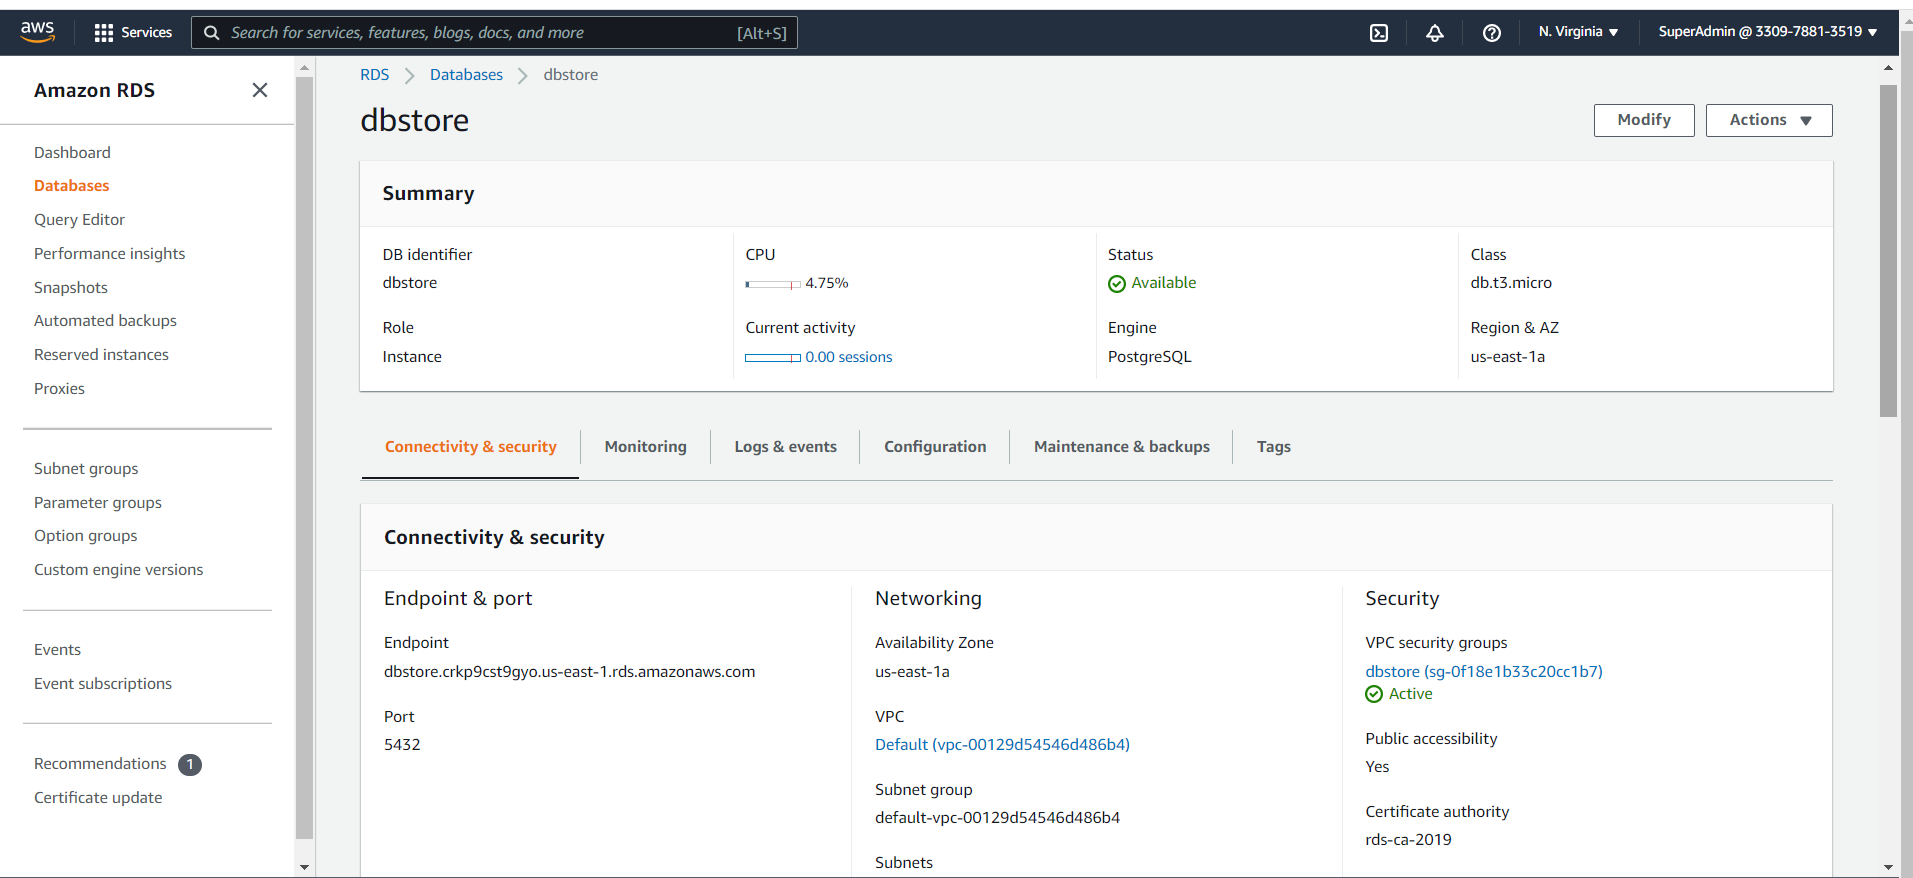 aws
Services
Search for services, features, blogs, docs, and more
[Alt+S]
N. Virginia
SuperAdmin @ 3309-7881-3519
Amazon RDS
Dashboard
Databases
Query Editor
Performance insights
Snapshots
Automated backups
Reserved instances
Proxies
Subnet groups
Parameter groups
Option groups
Custom engine versions
Events
Event subscriptions
Recommendations 1
Certificate update
RDS > Databases > dbstore
dbstore
Modify
Actions
Summary
DB identifier
dbstore
CPU
4.75%
Status
Available
Class
db.t3.micro
Role
Instance
Current activity
0.00 sessions
Engine
PostgreSQL
Region & AZ
us-east-1a
Connectivity & security
Monitoring
Logs & events
Configuration
Maintenance & backups
Tags
Connectivity & security
Endpoint & port
Endpoint
dbstore.crkp9cst9gyo.us-east-1.rds.amazonaws.com
Port
5432
Networking
Availability Zone
us-east-1a
VPC
Default (vpc-00129d54546d486b4)
Subnet group
default-vpc-00129d54546d486b4
Subnets
Security
VPC security groups
dbstore (sg-0f18e1b33c20cc1b7)
Active
Public accessibility
Yes
Certificate authority
rds-ca-2019